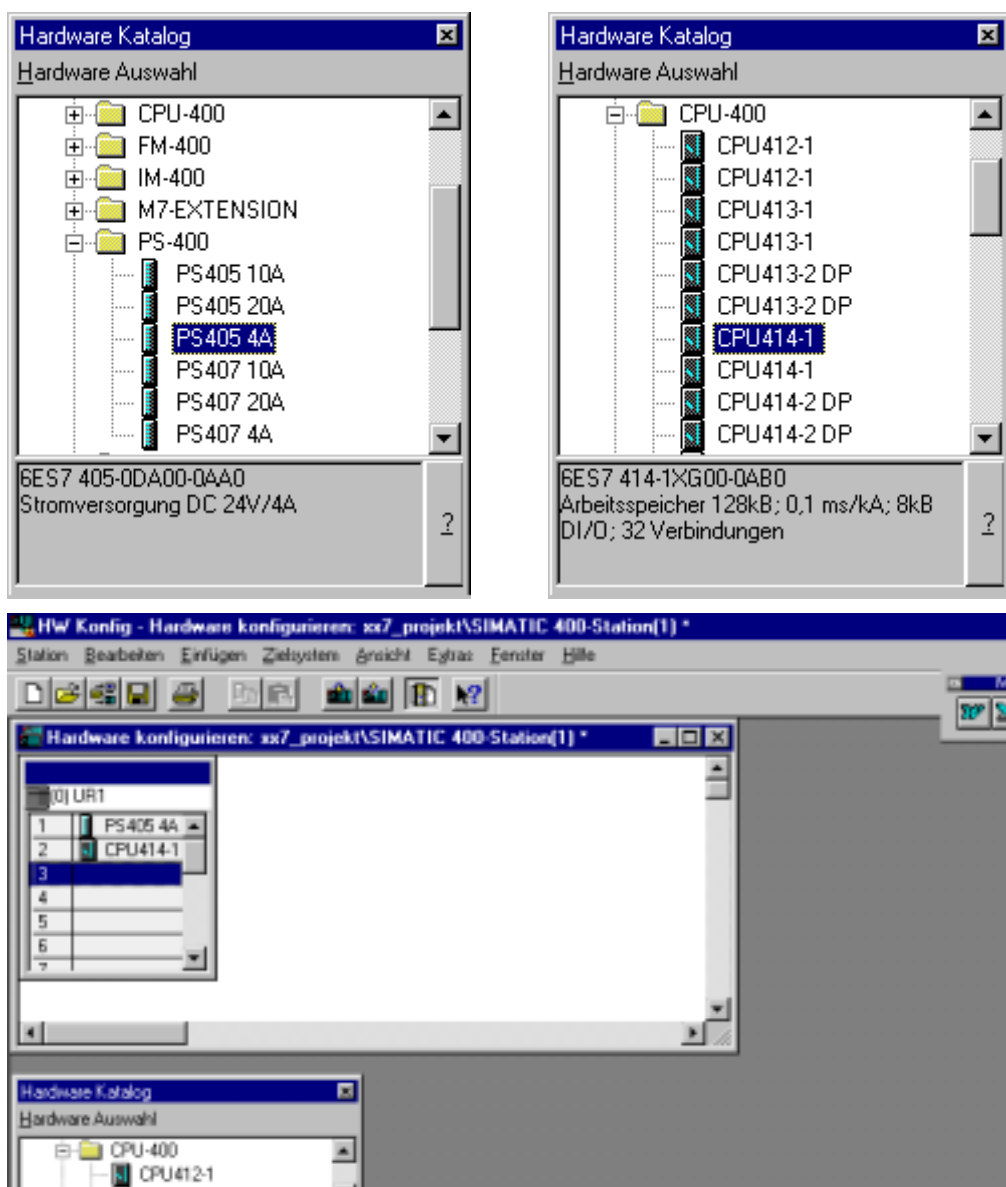 Hardware Katalog
Hardware Auswahl
CPU-400
FM-400
IM-400
M7-EXTENSION
PS-400
PS405 10A
PS405 20A
PS405 4A
PS407 10A
PS407 20A
PS407 4A
6ES7 405-0DA00-0AA0
Stromversorgung DC 24V/4A
?
Hardware Katalog
Hardware Auswahl
CPU-400
CPU412-1
CPU412-1
CPU413-1
CPU413-1
CPU413-2 DP
CPU413-2 DP
CPU414-1
CPU414-1
CPU414-2 DP
CPU414-2 DP
6ES7 414-1XG00-0AB0
Arbeitsspeicher 128kB; 0,1 ms/kA; 8kB
DI/O; 32 Verbindungen
?
HW Konfig - Hardware konfigurieren: xx7_projekt\SIMATIC 400-Station(1) *
Station Bearbeiten Einfügen Zielsystem Ansicht Extras Fenster Hilfe
Hardware konfigurieren: xx7_projekt\SIMATIC 400-Station(1) *
(0) UR1
1 PS405 4A
2 CPU414-1
3
4
5
6
7
Hardware Katalog
Hardware Auswahl
CPU-400
CPU412-1